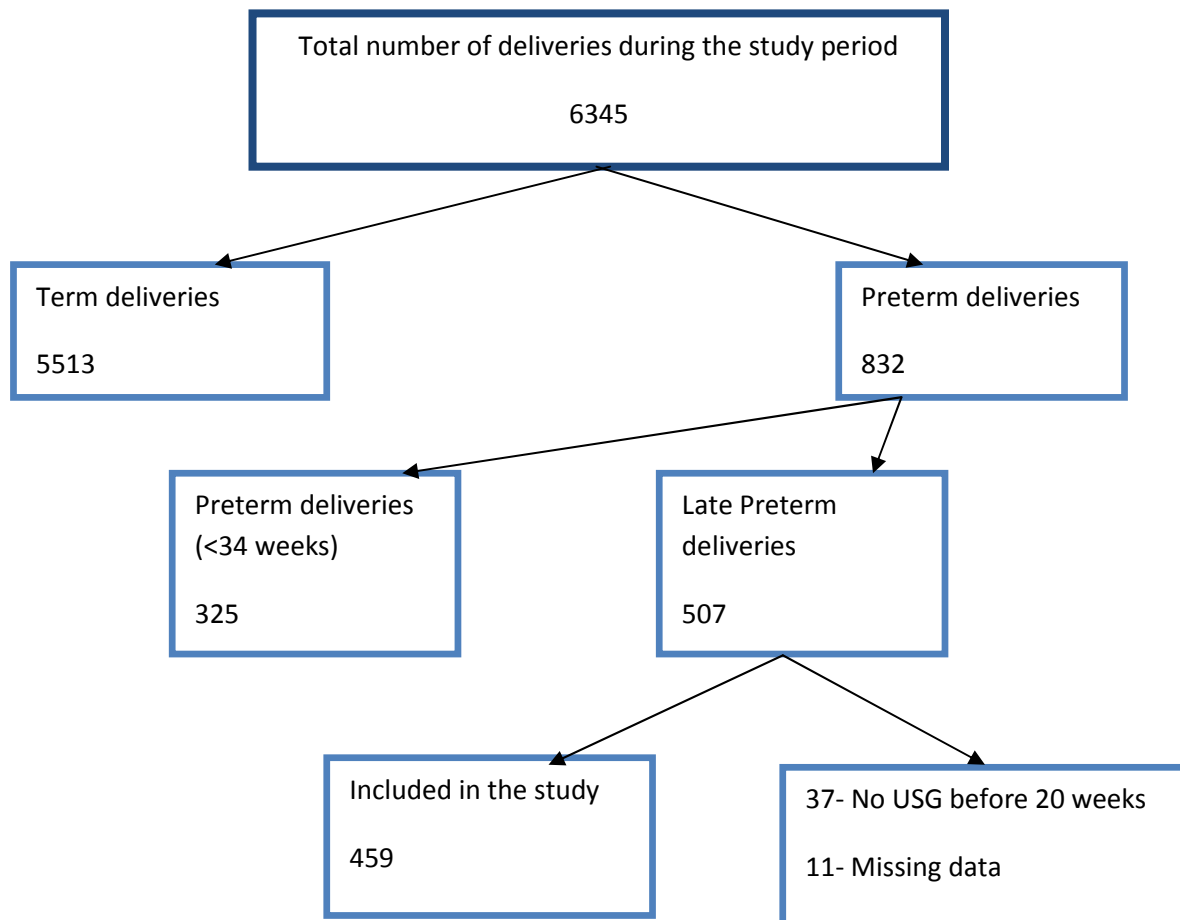 Total number of deliveries during the study period
6345
Term deliveries
5513
Preterm deliveries
832
Preterm deliveries
(<34 weeks)
325
Late Preterm
deliveries
507
Included in the study
459
37- No USG before 20 weeks
11- Missing data